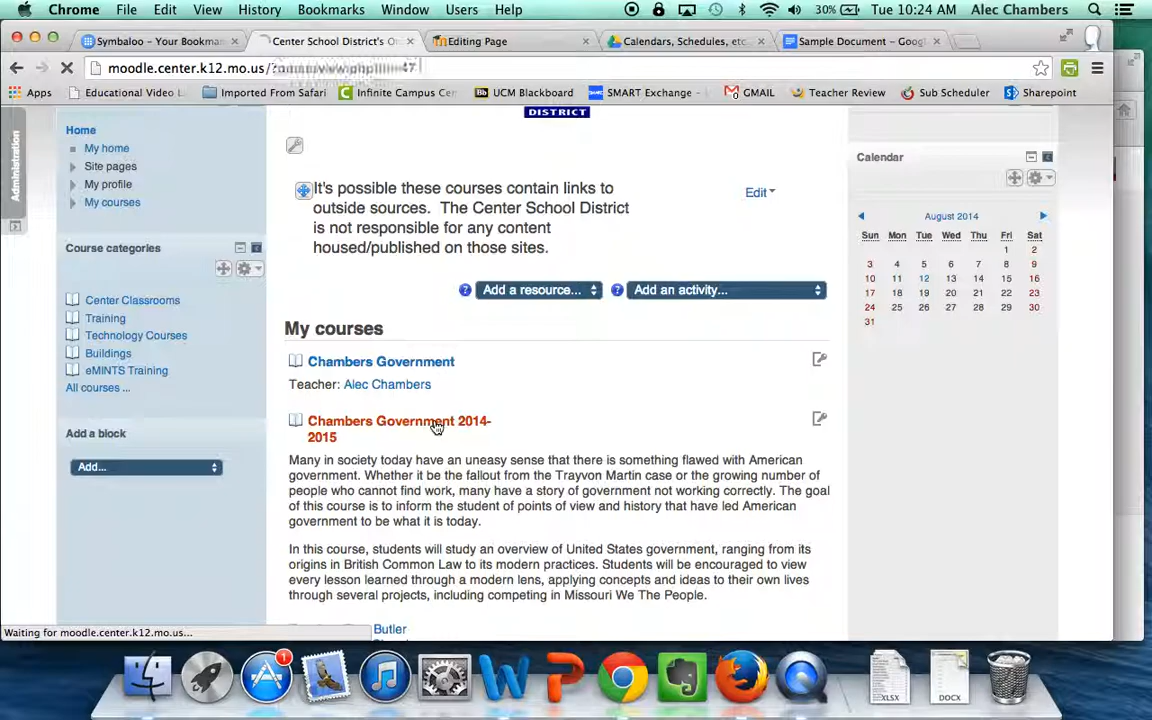 Chrome File Edit View History Bookmarks Window Users Help 30% Tue 10:24 AM Alec Chambers
Symbaloo – Your Bookmar
Center School District's O
Editing Page
Calendars, Schedules, etc
Sample Document – Goog
moodle.center.k12.mo.us/
Apps Educational Video L Imported From Safari Infinite Campus Cen UCM Blackboard SMART Exchange - GMAIL Teacher Review Sub Scheduler Sharepoint
Administration
Home
My home
Site pages
My profile
My courses
Course categories
Center Classrooms
Training
Technology Courses
Buildings
eMINTS Training
All courses ...
Add a block
Add...
DISTRICT
It's possible these courses contain links to
outside sources. The Center School District
is not responsible for any content
housed/published on those sites.
Edit
? Add a resource... ? Add an activity...
My courses
Chambers Government
Teacher: Alec Chambers
Chambers Government 2014-
2015
Many in society today have an uneasy sense that there is something flawed with American
government. Whether it be the fallout from the Trayvon Martin case or the growing number of
people who cannot find work, many have a story of government not working correctly. The goal
of this course is to inform the student of points of view and history that have led American
government to be what it is today.
In this course, students will study an overview of United States government, ranging from its
origins in British Common Law to its modern practices. Students will be encouraged to view
every lesson learned through a modern lens, applying concepts and ideas to their own lives
through several projects, including competing in Missouri We The People.
Butler
Calendar
August 2014
Sun Mon Tue Wed Thu Fri Sat
1 2
3 4 5 6 7 8 9
10 11 12 13 14 15 16
17 18 19 20 21 22 23
24 25 26 27 28 29 30
31
Waiting for moodle.center.k12.mo.us...
1
XLSX
DOCX